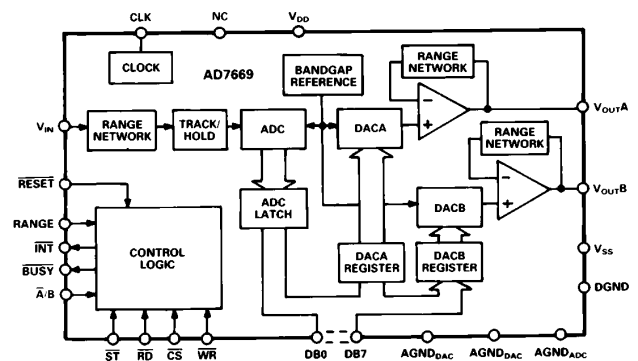 CLK
NC
VDD
CLOCK
AD7669
BANDGAP
REFERENCE
RANGE
NETWORK
VIN
RANGE
NETWORK
TRACK/
HOLD
ADC
DACA
−
+
VOUTA
RANGE
NETWORK
−
+
VOUTB
RESET
RANGE
INT
BUSY
A/B
CONTROL
LOGIC
ADC
LATCH
DACB
DACA
REGISTER
DACB
REGISTER
VSS
DGND
ST
RD
CS
WR
DB0
DB7
AGNDDAC
AGNDDAC
AGNDADC